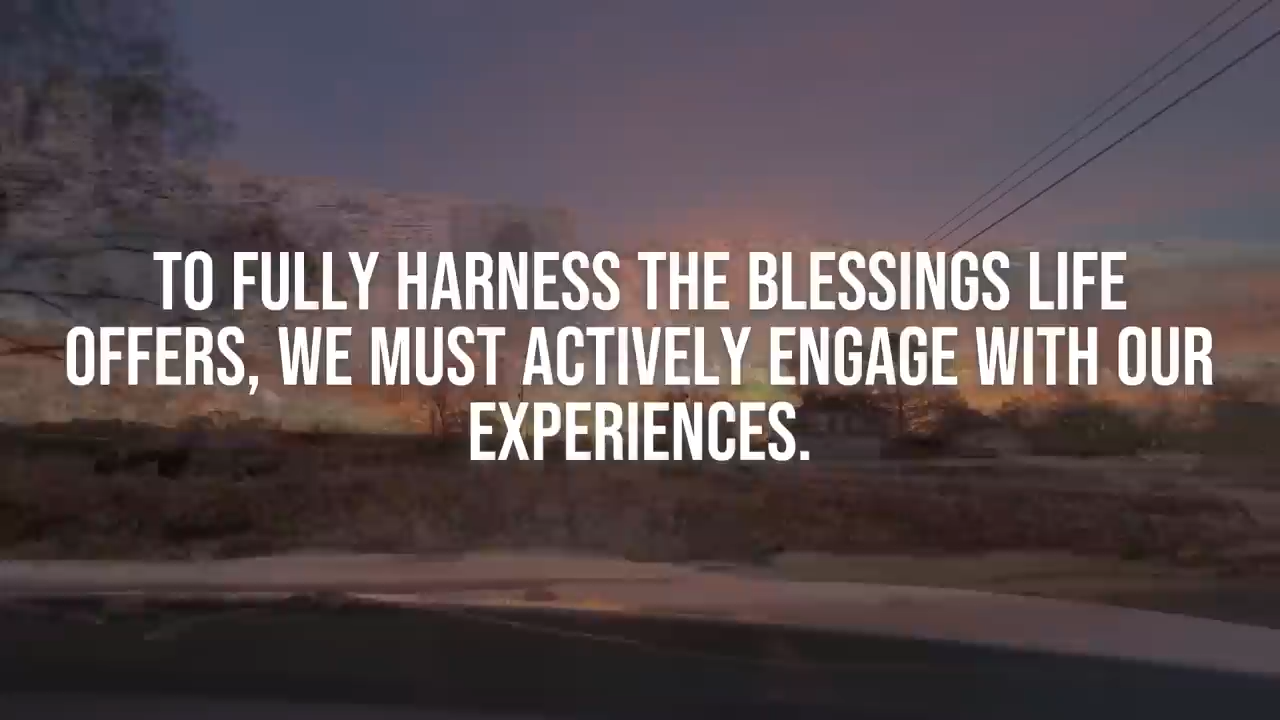 TO FULLY HARNESS THE BLESSINGS LIFE
OFFERS, WE MUST ACTIVELY ENGAGE WITH OUR
EXPERIENCES.